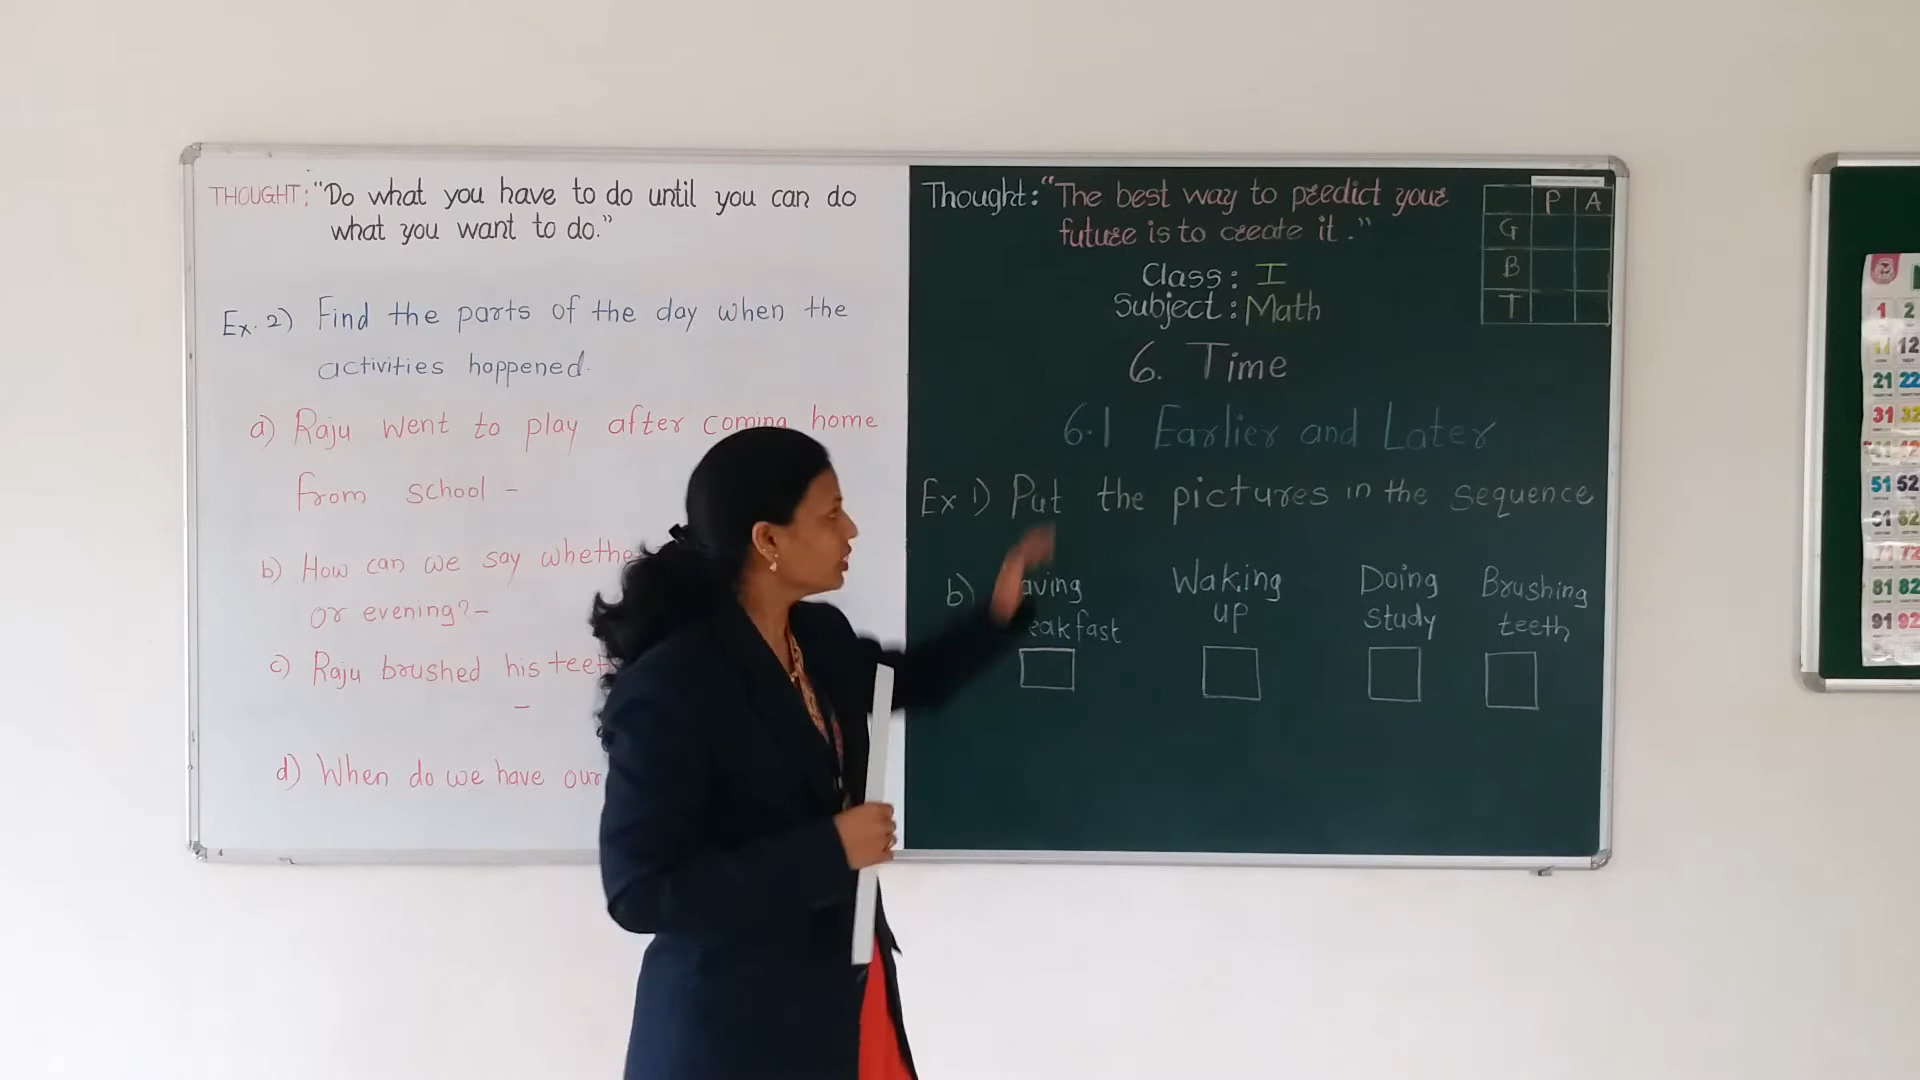 THOUGHT: "Do what you have to do until you can do
what you want to do."
Ex. 2) Find the parts of the day when the
activities happened.
a) Raju went to play after coming home
from school -
b) How can we say
or evening? -
c) Raju brushed his
-
d) When do we have our
Thought: "The best way to predict your
future is to create it."
Class: I
Subject: Math
6. Time
6.1 Earlier and Later
Ex 1) Put the pictures in the sequence
b)
Waking
up
Doing
study
Brushing
teeth
P A
G
B
T
1 2
11 12
21 22
31 32
51 52
61 62
71 72
81 82
91 92